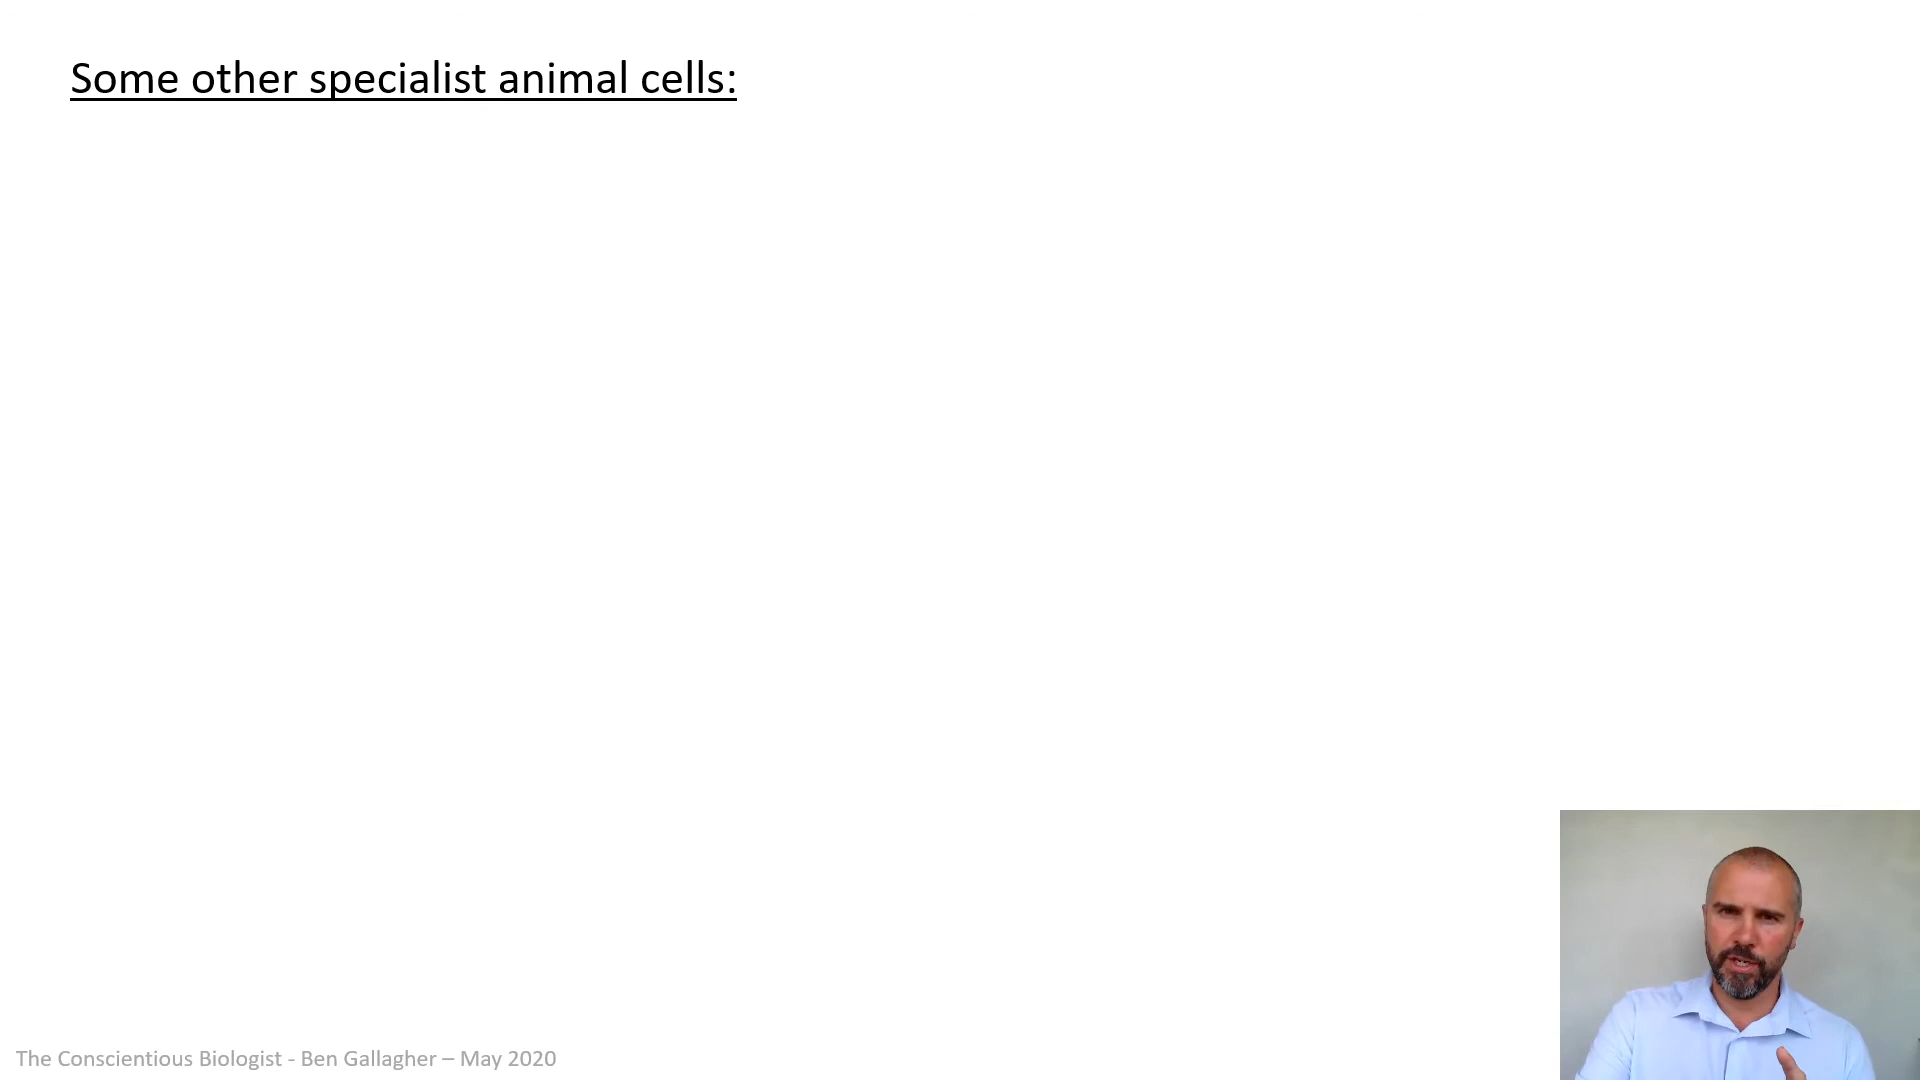 Some other specialist animal cells:
The Conscientious Biologist - Ben Gallagher – May 2020